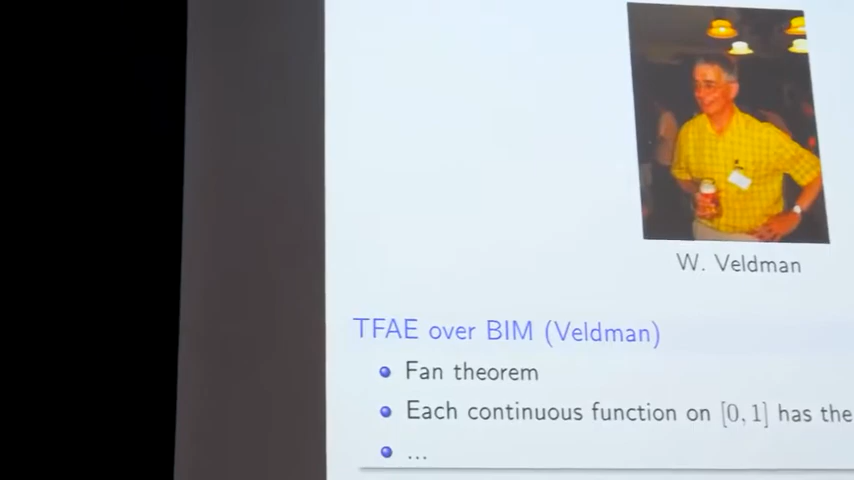 W. Veldman
TFAE over BIM (Veldman)
Fan theorem
Each continuous function on [0, 1] has the
...